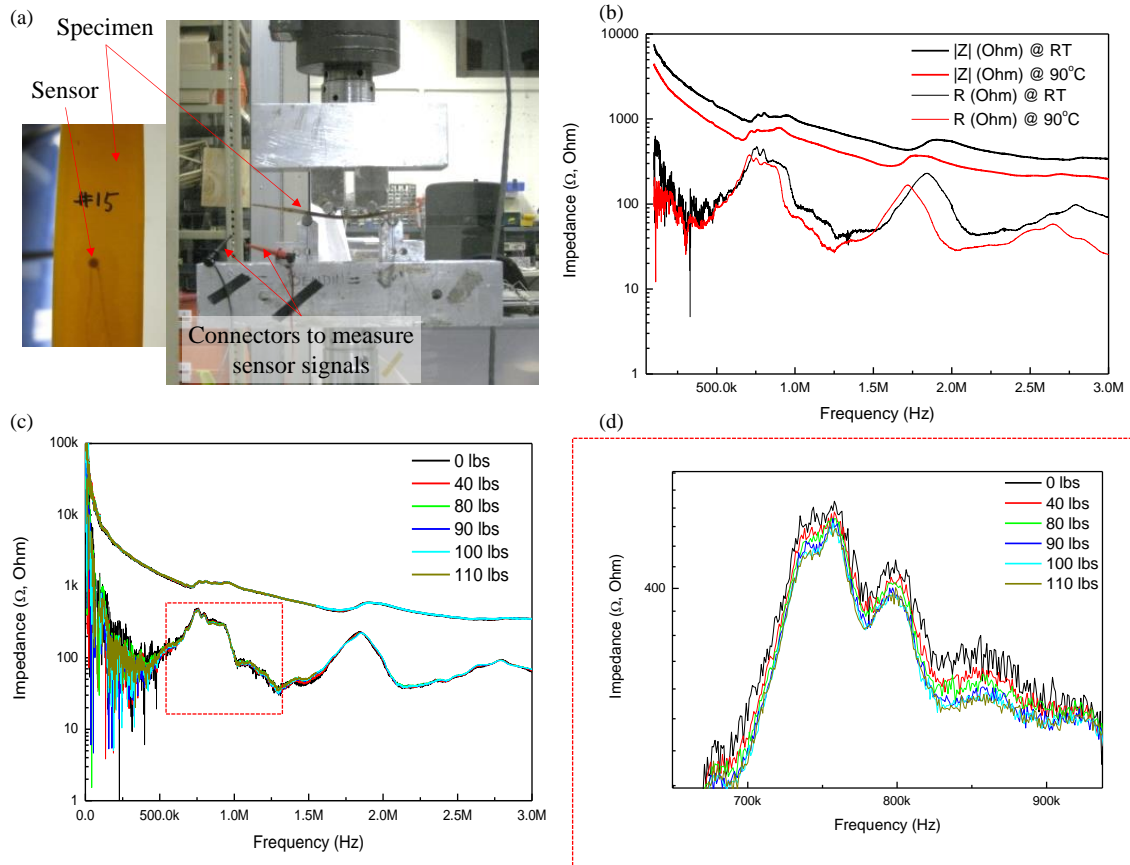 (a)
Specimen
Sensor
#15
Connectors to measure
sensor signals
(b)
10000
1000
100
10
1
Impedance (Ω, Ohm)
|Z| (Ohm) @ RT
|Z| (Ohm) @ 90°C
R (Ohm) @ RT
R (Ohm) @ 90°C
500.0k 1.0M 1.5M 2.0M 2.5M 3.0M
Frequency (Hz)
(c)
100k
10k
1k
100
10
1
Impedance (Ω, Ohm)
0 lbs
40 lbs
80 lbs
90 lbs
100 lbs
110 lbs
0.0 500.0k 1.0M 1.5M 2.0M 2.5M 3.0M
Frequency (Hz)
(d)
400
Impedance (Ω, Ohm)
0 lbs
40 lbs
80 lbs
90 lbs
100 lbs
110 lbs
700k 800k 900k
Frequency (Hz)